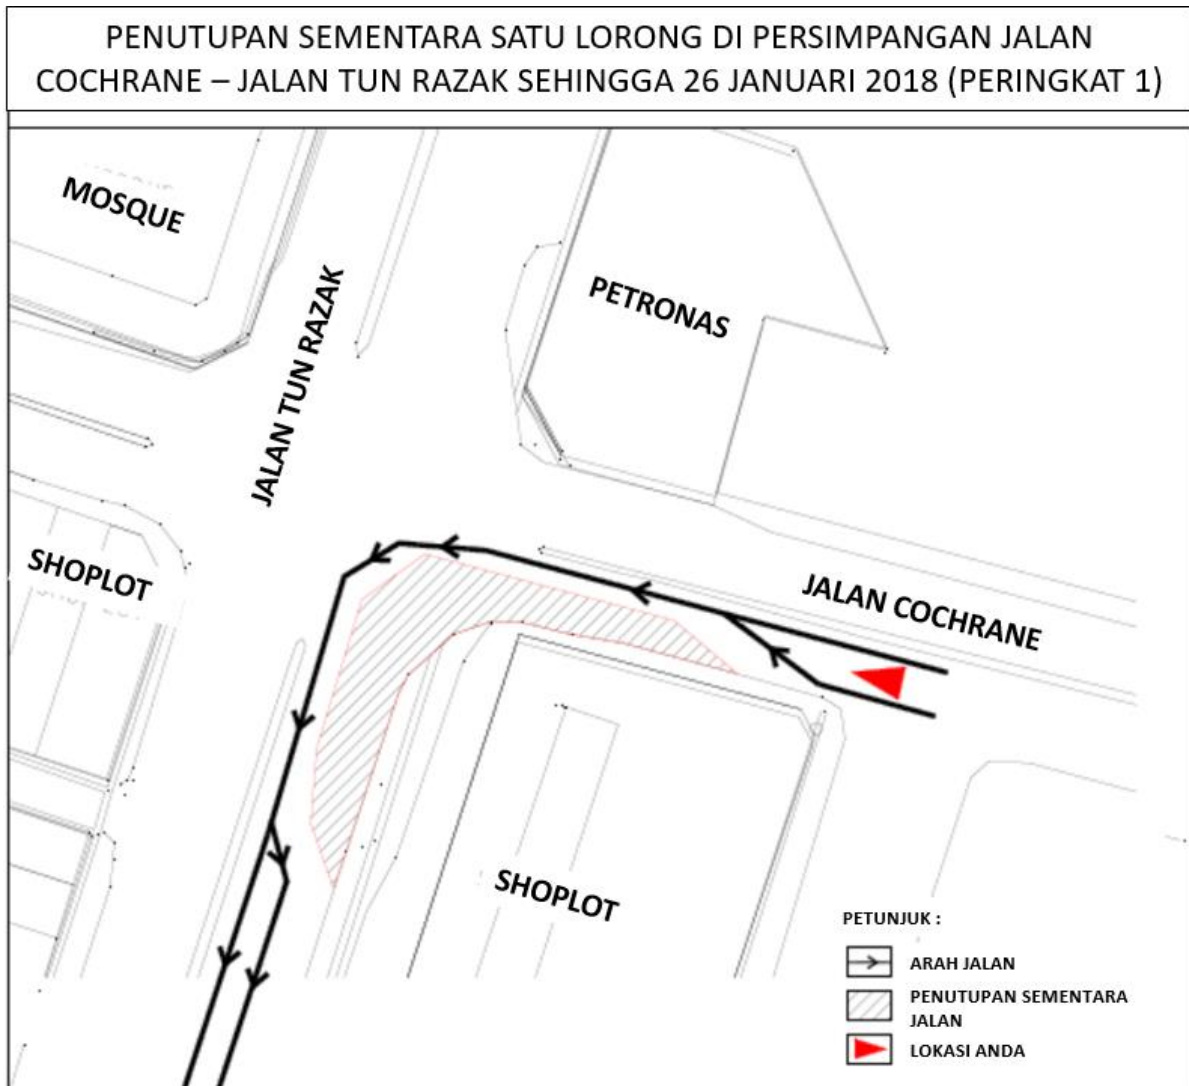 PENUTUPAN SEMENTARA SATU LORONG DI PERSIMPANGAN JALAN
COCHRANE – JALAN TUN RAZAK SEHINGGA 26 JANUARI 2018 (PERINGKAT 1)
MOSQUE
JALAN TUN RAZAK
PETRONAS
SHOPLOT
JALAN COCHRANE
SHOPLOT
PETUNJUK :
ARAH JALAN
PENUTUPAN SEMENTARA
JALAN
LOKASI ANDA